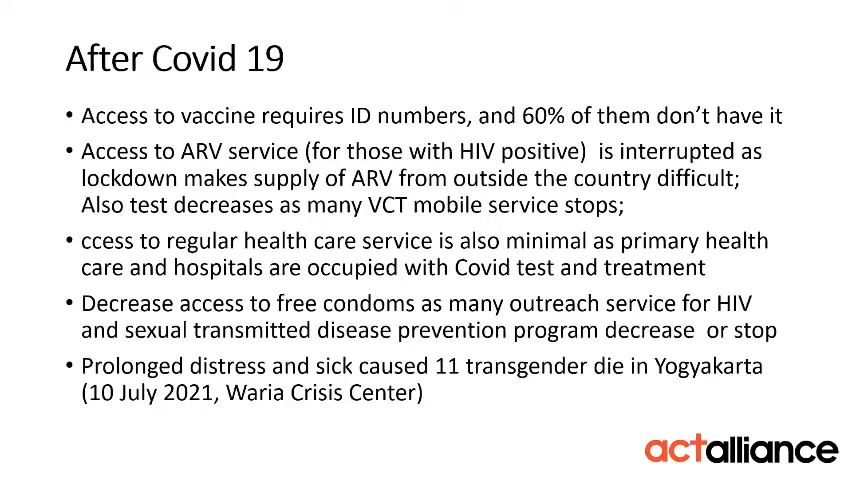 After Covid 19
• Access to vaccine requires ID numbers, and 60% of them don't have it
• Access to ARV service (for those with HIV positive)  is interrupted as
lockdown makes supply of ARV from outside the country difficult;
Also test decreases as many VCT mobile service stops;
• ccess to regular health care service is also minimal as primary health
care and hospitals are occupied with Covid test and treatment
• Decrease access to free condoms as many outreach service for HIV
and sexual transmitted disease prevention program decrease  or stop
• Prolonged distress and sick caused 11 transgender die in Yogyakarta
(10 July 2021, Waria Crisis Center)
actalliance